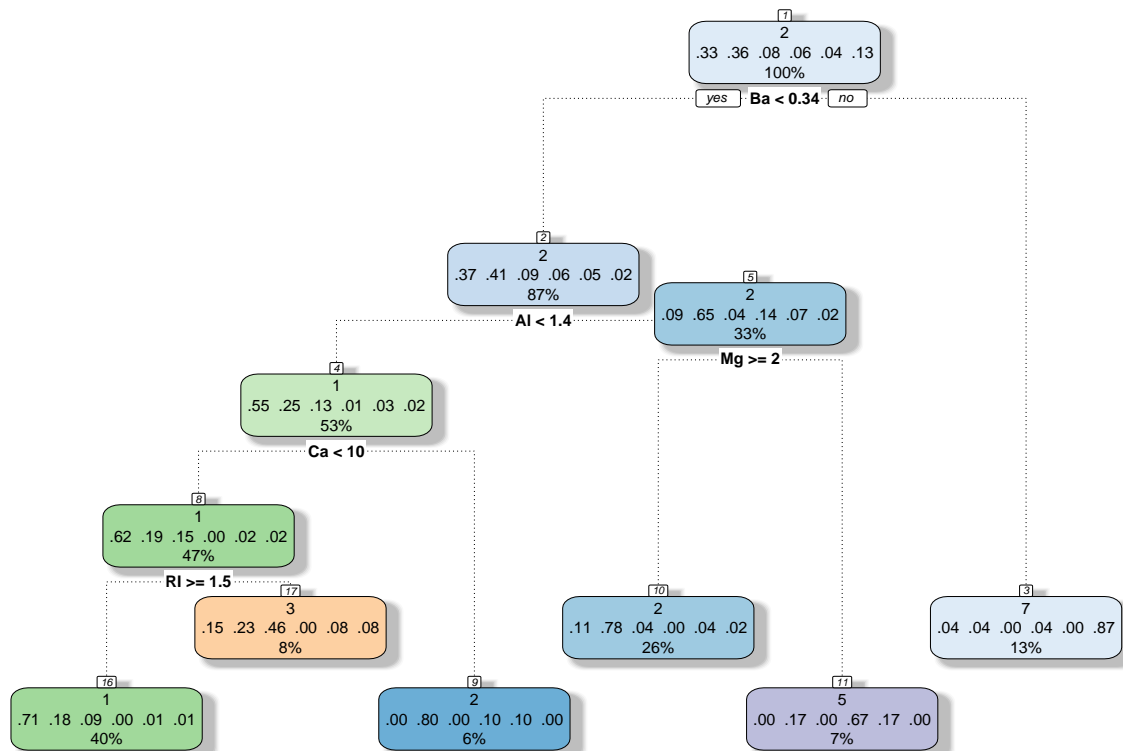 1
2
.33 .36 .08 .06 .04 .13
100%
yes Ba < 0.34 no
2
2
.37 .41 .09 .06 .05 .02
87%
Al < 1.4
5
2
.09 .65 .04 .14 .07 .02
33%
Mg >= 2
4
1
.55 .25 .13 .01 .03 .02
53%
Ca < 10
8
1
.62 .19 .15 .00 .02 .02
47%
RI >= 1.5
17
3
.15 .23 .46 .00 .08 .08
8%
10
2
.11 .78 .04 .00 .04 .02
26%
3
7
.04 .04 .00 .04 .00 .87
13%
16
1
.71 .18 .09 .00 .01 .01
40%
9
2
.00 .80 .00 .10 .10 .00
6%
11
5
.00 .17 .00 .67 .17 .00
7%